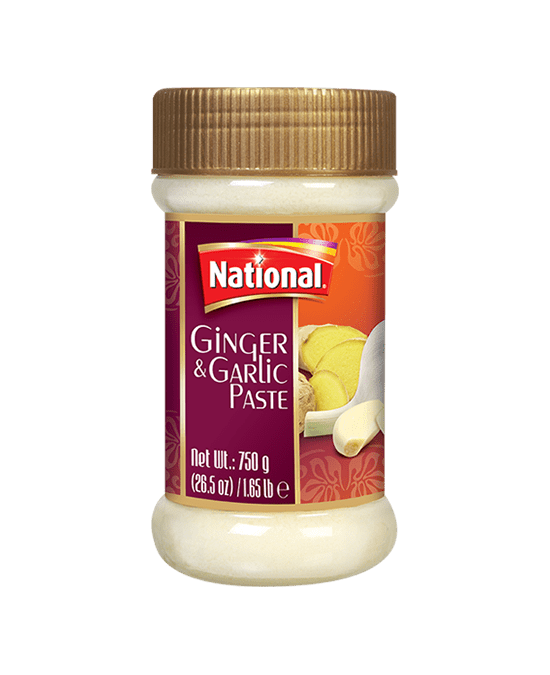 National®
GINGER
& GARLIC
PASTE
Net Wt.: 750 g
(26.5 oz) / 1.65 lb ℮